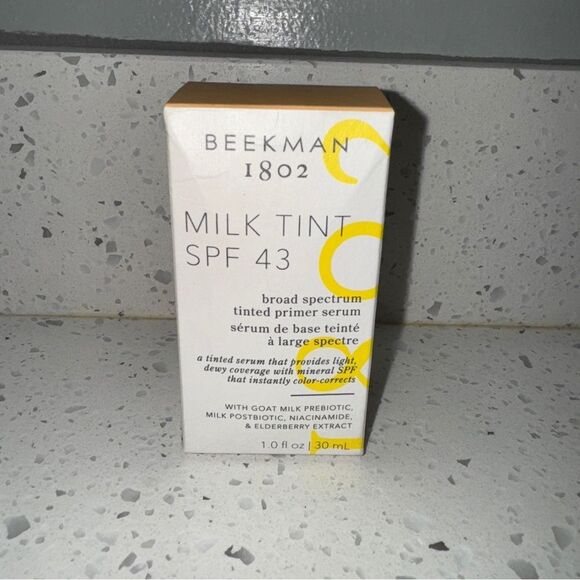 BEEKMAN
1802
MILK TINT
SPF 43
broad spectrum
tinted primer serum
sérum de base teinté
à large spectre
a tinted serum that provides light,
dewy coverage with mineral SPF
that instantly color-corrects
WITH GOAT MILK PREBIOTIC,
MILK POSTBIOTIC, NIACINAMIDE,
& ELDERBERRY EXTRACT
1.0 fl oz | 30 mL
1802